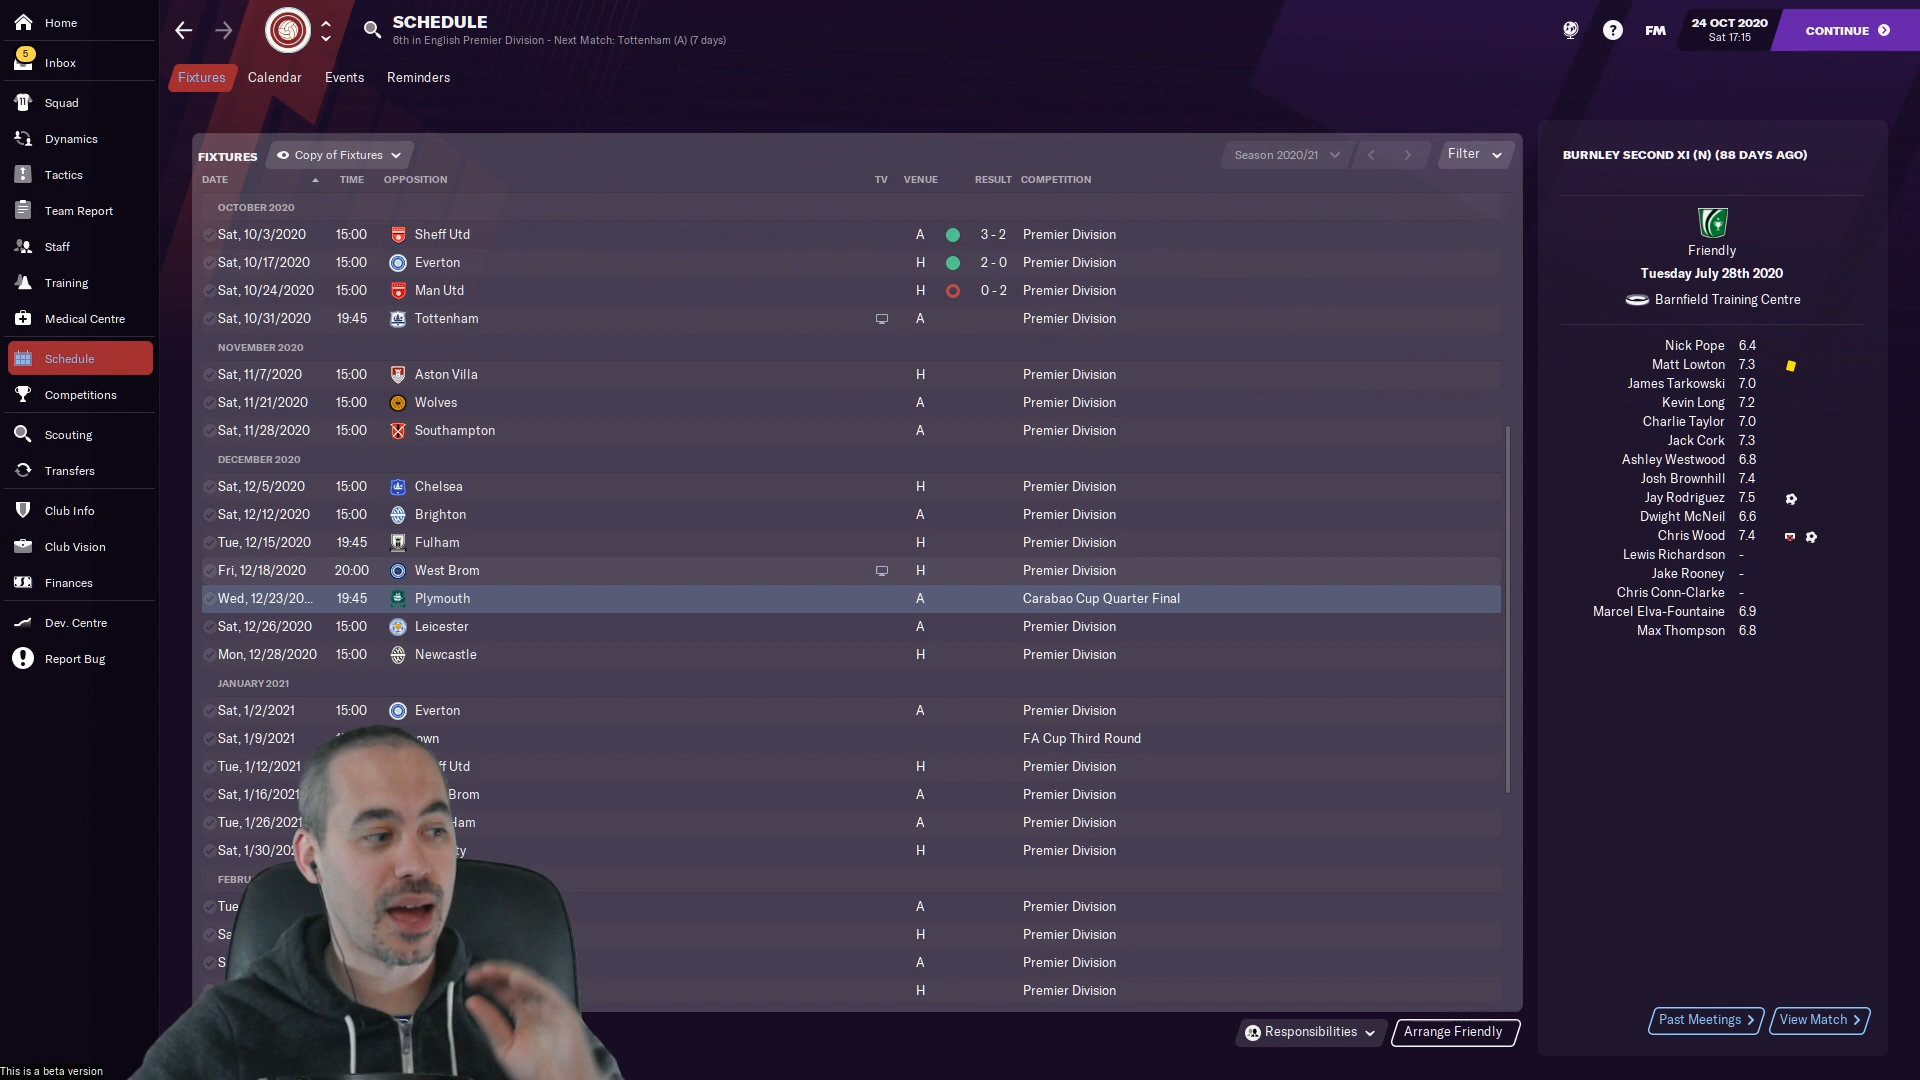 Home
5
Inbox
Squad
Dynamics
Tactics
Team Report
Staff
Training
Medical Centre
Schedule
Competitions
Scouting
Transfers
Club Info
Club Vision
Finances
Dev. Centre
Report Bug
This is a beta version
SCHEDULE
6th in English Premier Division - Next Match: Tottenham (A) (7 days)
FM
24 OCT 2020
Sat 17:15
CONTINUE
Fixtures Calendar Events Reminders
FIXTURES Copy of Fixtures Season 2020/21 Filter
DATE TIME OPPOSITION TV VENUE RESULT COMPETITION
OCTOBER 2020
Sat, 10/3/2020 15:00 Sheff Utd A 3 - 2 Premier Division
Sat, 10/17/2020 15:00 Everton H 2 - 0 Premier Division
Sat, 10/24/2020 15:00 Man Utd H 0 - 2 Premier Division
Sat, 10/31/2020 19:45 Tottenham A Premier Division
NOVEMBER 2020
Sat, 11/7/2020 15:00 Aston Villa H Premier Division
Sat, 11/21/2020 15:00 Wolves A Premier Division
Sat, 11/28/2020 15:00 Southampton A Premier Division
DECEMBER 2020
Sat, 12/5/2020 15:00 Chelsea H Premier Division
Sat, 12/12/2020 15:00 Brighton A Premier Division
Tue, 12/15/2020 19:45 Fulham H Premier Division
Fri, 12/18/2020 20:00 West Brom H Premier Division
Wed, 12/23/20... 19:45 Plymouth A Carabao Cup Quarter Final
Sat, 12/26/2020 15:00 Leicester A Premier Division
Mon, 12/28/2020 15:00 Newcastle H Premier Division
JANUARY 2021
Sat, 1/2/2021 15:00 Everton A Premier Division
Sat, 1/9/2021 own FA Cup Third Round
Tue, 1/12/2021 ff Utd H Premier Division
Sat, 1/16/2021 Brom A Premier Division
Tue, 1/26/2021 Ham A Premier Division
Sat, 1/30/202 ty H Premier Division
FEBRU
Tue A Premier Division
Sa H Premier Division
S A Premier Division
H Premier Division
Responsibilities
Arrange Friendly
BURNLEY SECOND XI (N) (88 DAYS AGO)
Friendly
Tuesday July 28th 2020
Barnfield Training Centre
Nick Pope 6.4
Matt Lowton 7.3
James Tarkowski 7.0
Kevin Long 7.2
Charlie Taylor 7.0
Jack Cork 7.3
Ashley Westwood 6.8
Josh Brownhill 7.4
Jay Rodriguez 7.5
Dwight McNeil 6.6
Chris Wood 7.4
Lewis Richardson -
Jake Rooney -
Chris Conn-Clarke -
Marcel Elva-Fountaine 6.9
Max Thompson 6.8
Past Meetings
View Match